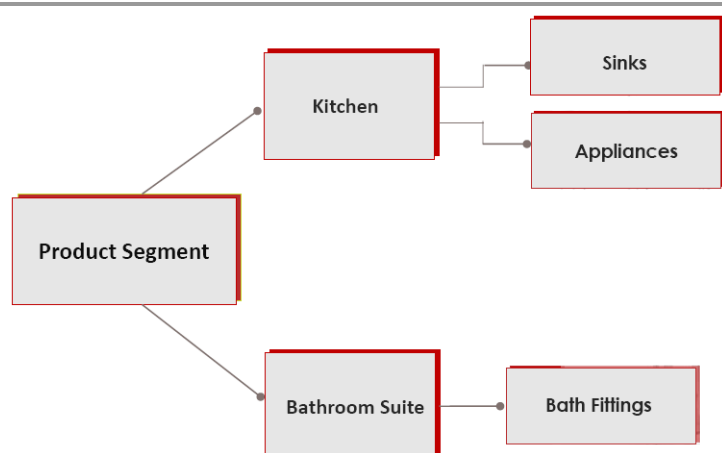 Sinks
Kitchen
Appliances
Product Segment
Bathroom Suite
Bath Fittings